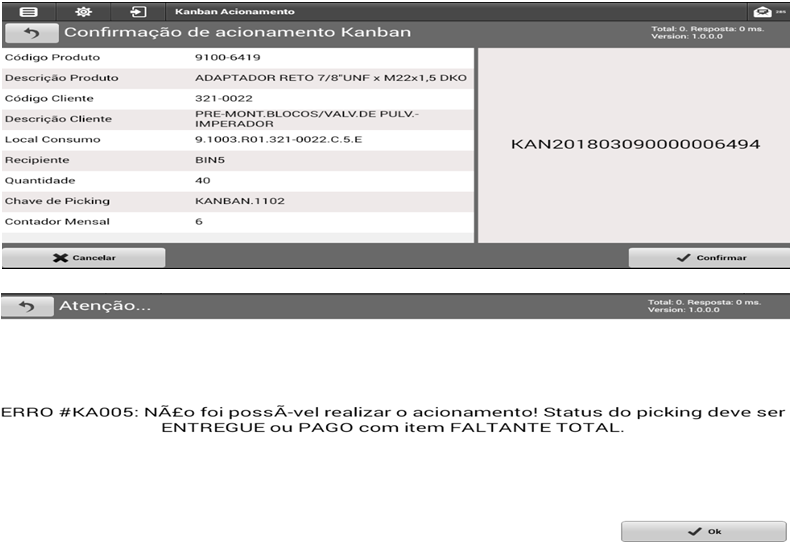 Kanban Acionamento
Confirmação de acionamento Kanban
Total: 0. Resposta: 0 ms.
Version: 1.0.0.0
Código Produto 9100-6419
Descrição Produto ADAPTADOR RETO 7/8"UNF x M22x1,5 DKO
Código Cliente 321-0022
Descrição Cliente PRE-MONT.BLOCOS/VALV.DE PULV.-
IMPERADOR
Local Consumo 9.1003.R01.321-0022.C.5.E
Recipiente BIN5
Quantidade 40
Chave de Picking KANBAN.1102
Contador Mensal 6
KAN201803090000006494
Cancelar
Confirmar
Atenção...
Total: 0. Resposta: 0 ms.
Version: 1.0.0.0
ERRO #KA005: NÃ£o foi possÃ-vel realizar o acionamento! Status do picking deve ser
ENTREGUE ou PAGO com item FALTANTE TOTAL.
Ok